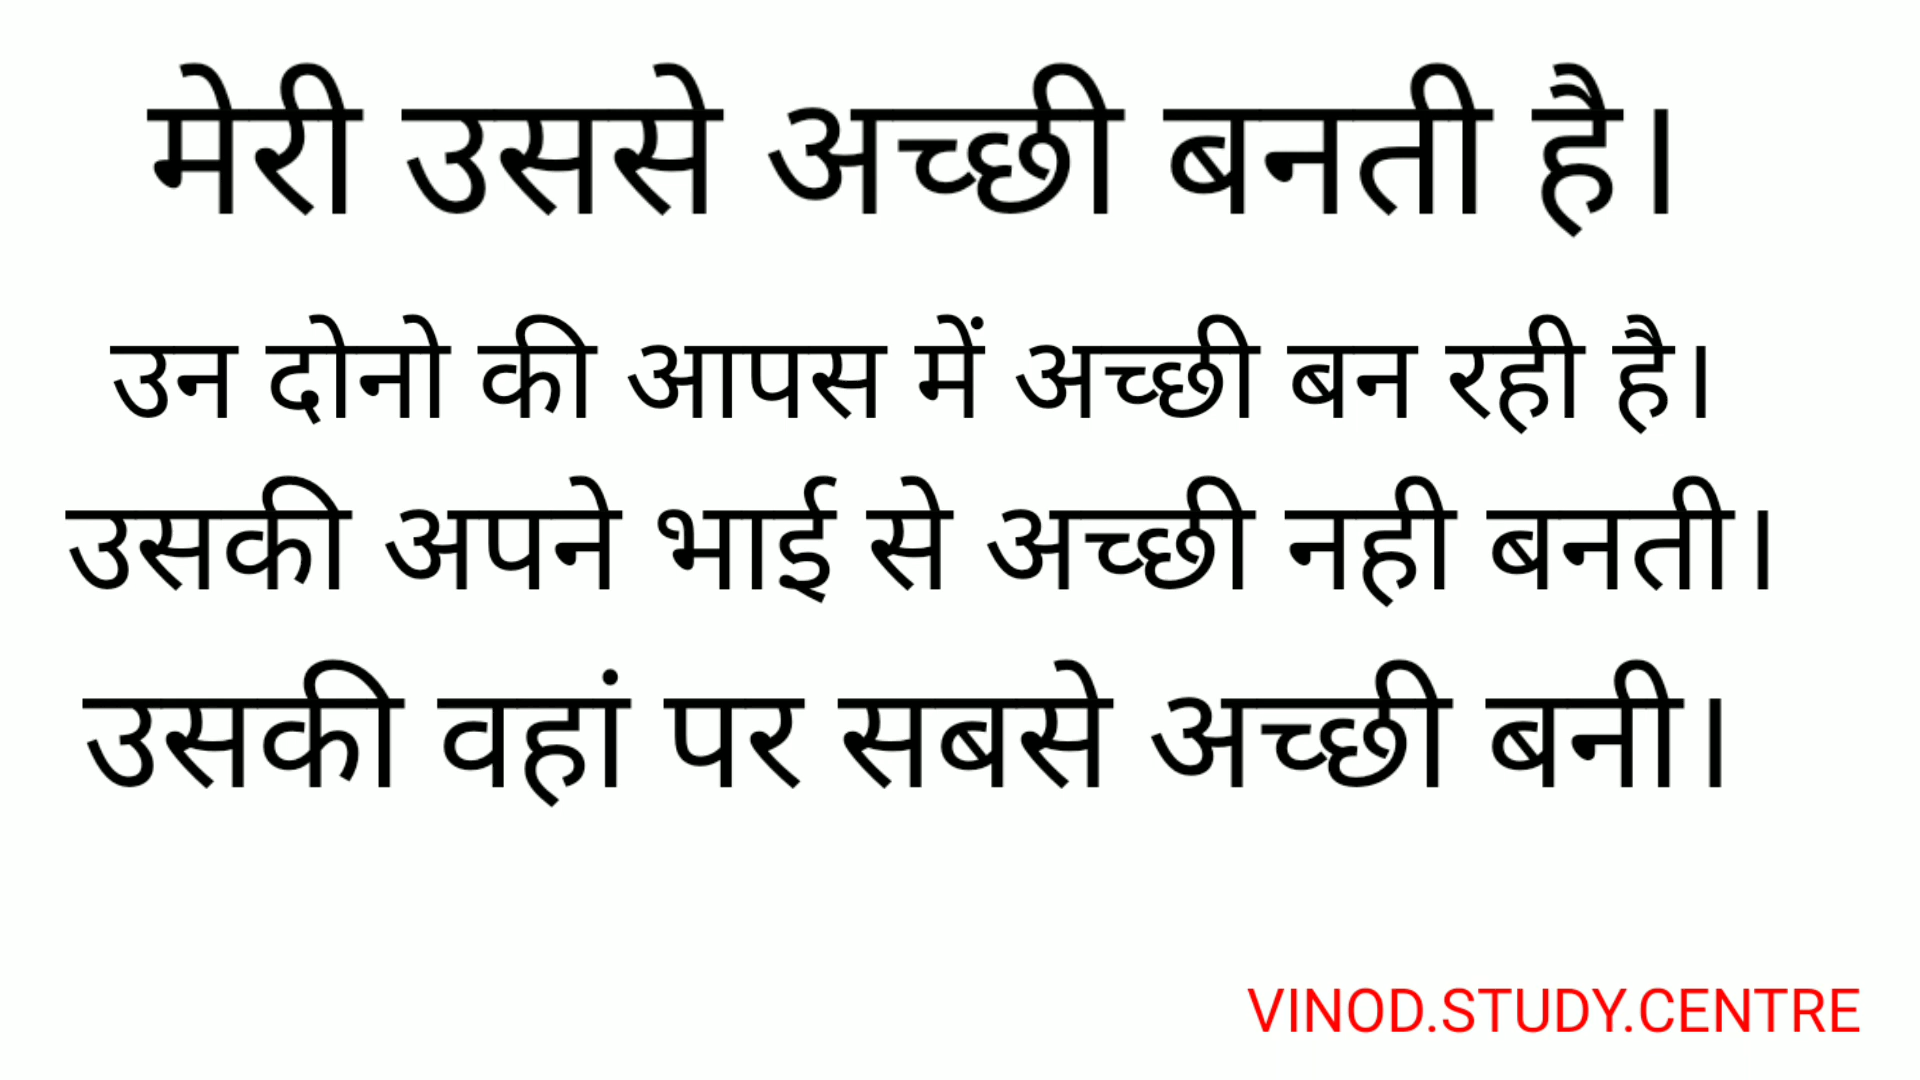 मेरी उससे अच्छी बनती है।
उन दोनो की आपस में अच्छी बन रही है।
उसकी अपने भाई से अच्छी नही बनती।
उसकी वहां पर सबसे अच्छी बनी।
VINOD.STUDY.CENTRE